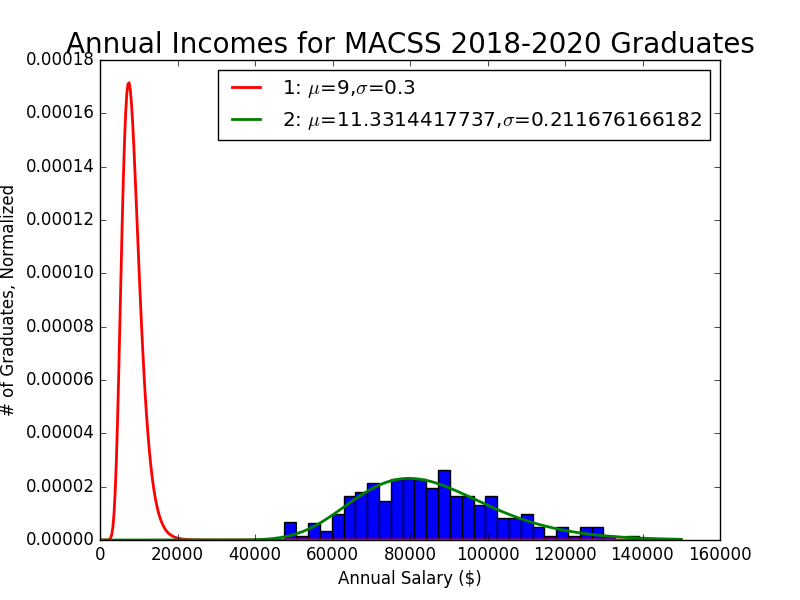 Annual Incomes for MACSS 2018-2020 Graduates
1: μ=9,σ=0.3
2: μ=11.3314417737,σ=0.211676166182
# of Graduates, Normalized
0.00018
0.00016
0.00014
0.00012
0.00010
0.00008
0.00006
0.00004
0.00002
0.00000
0 20000 40000 60000 80000 100000 120000 140000 160000
Annual Salary ($)